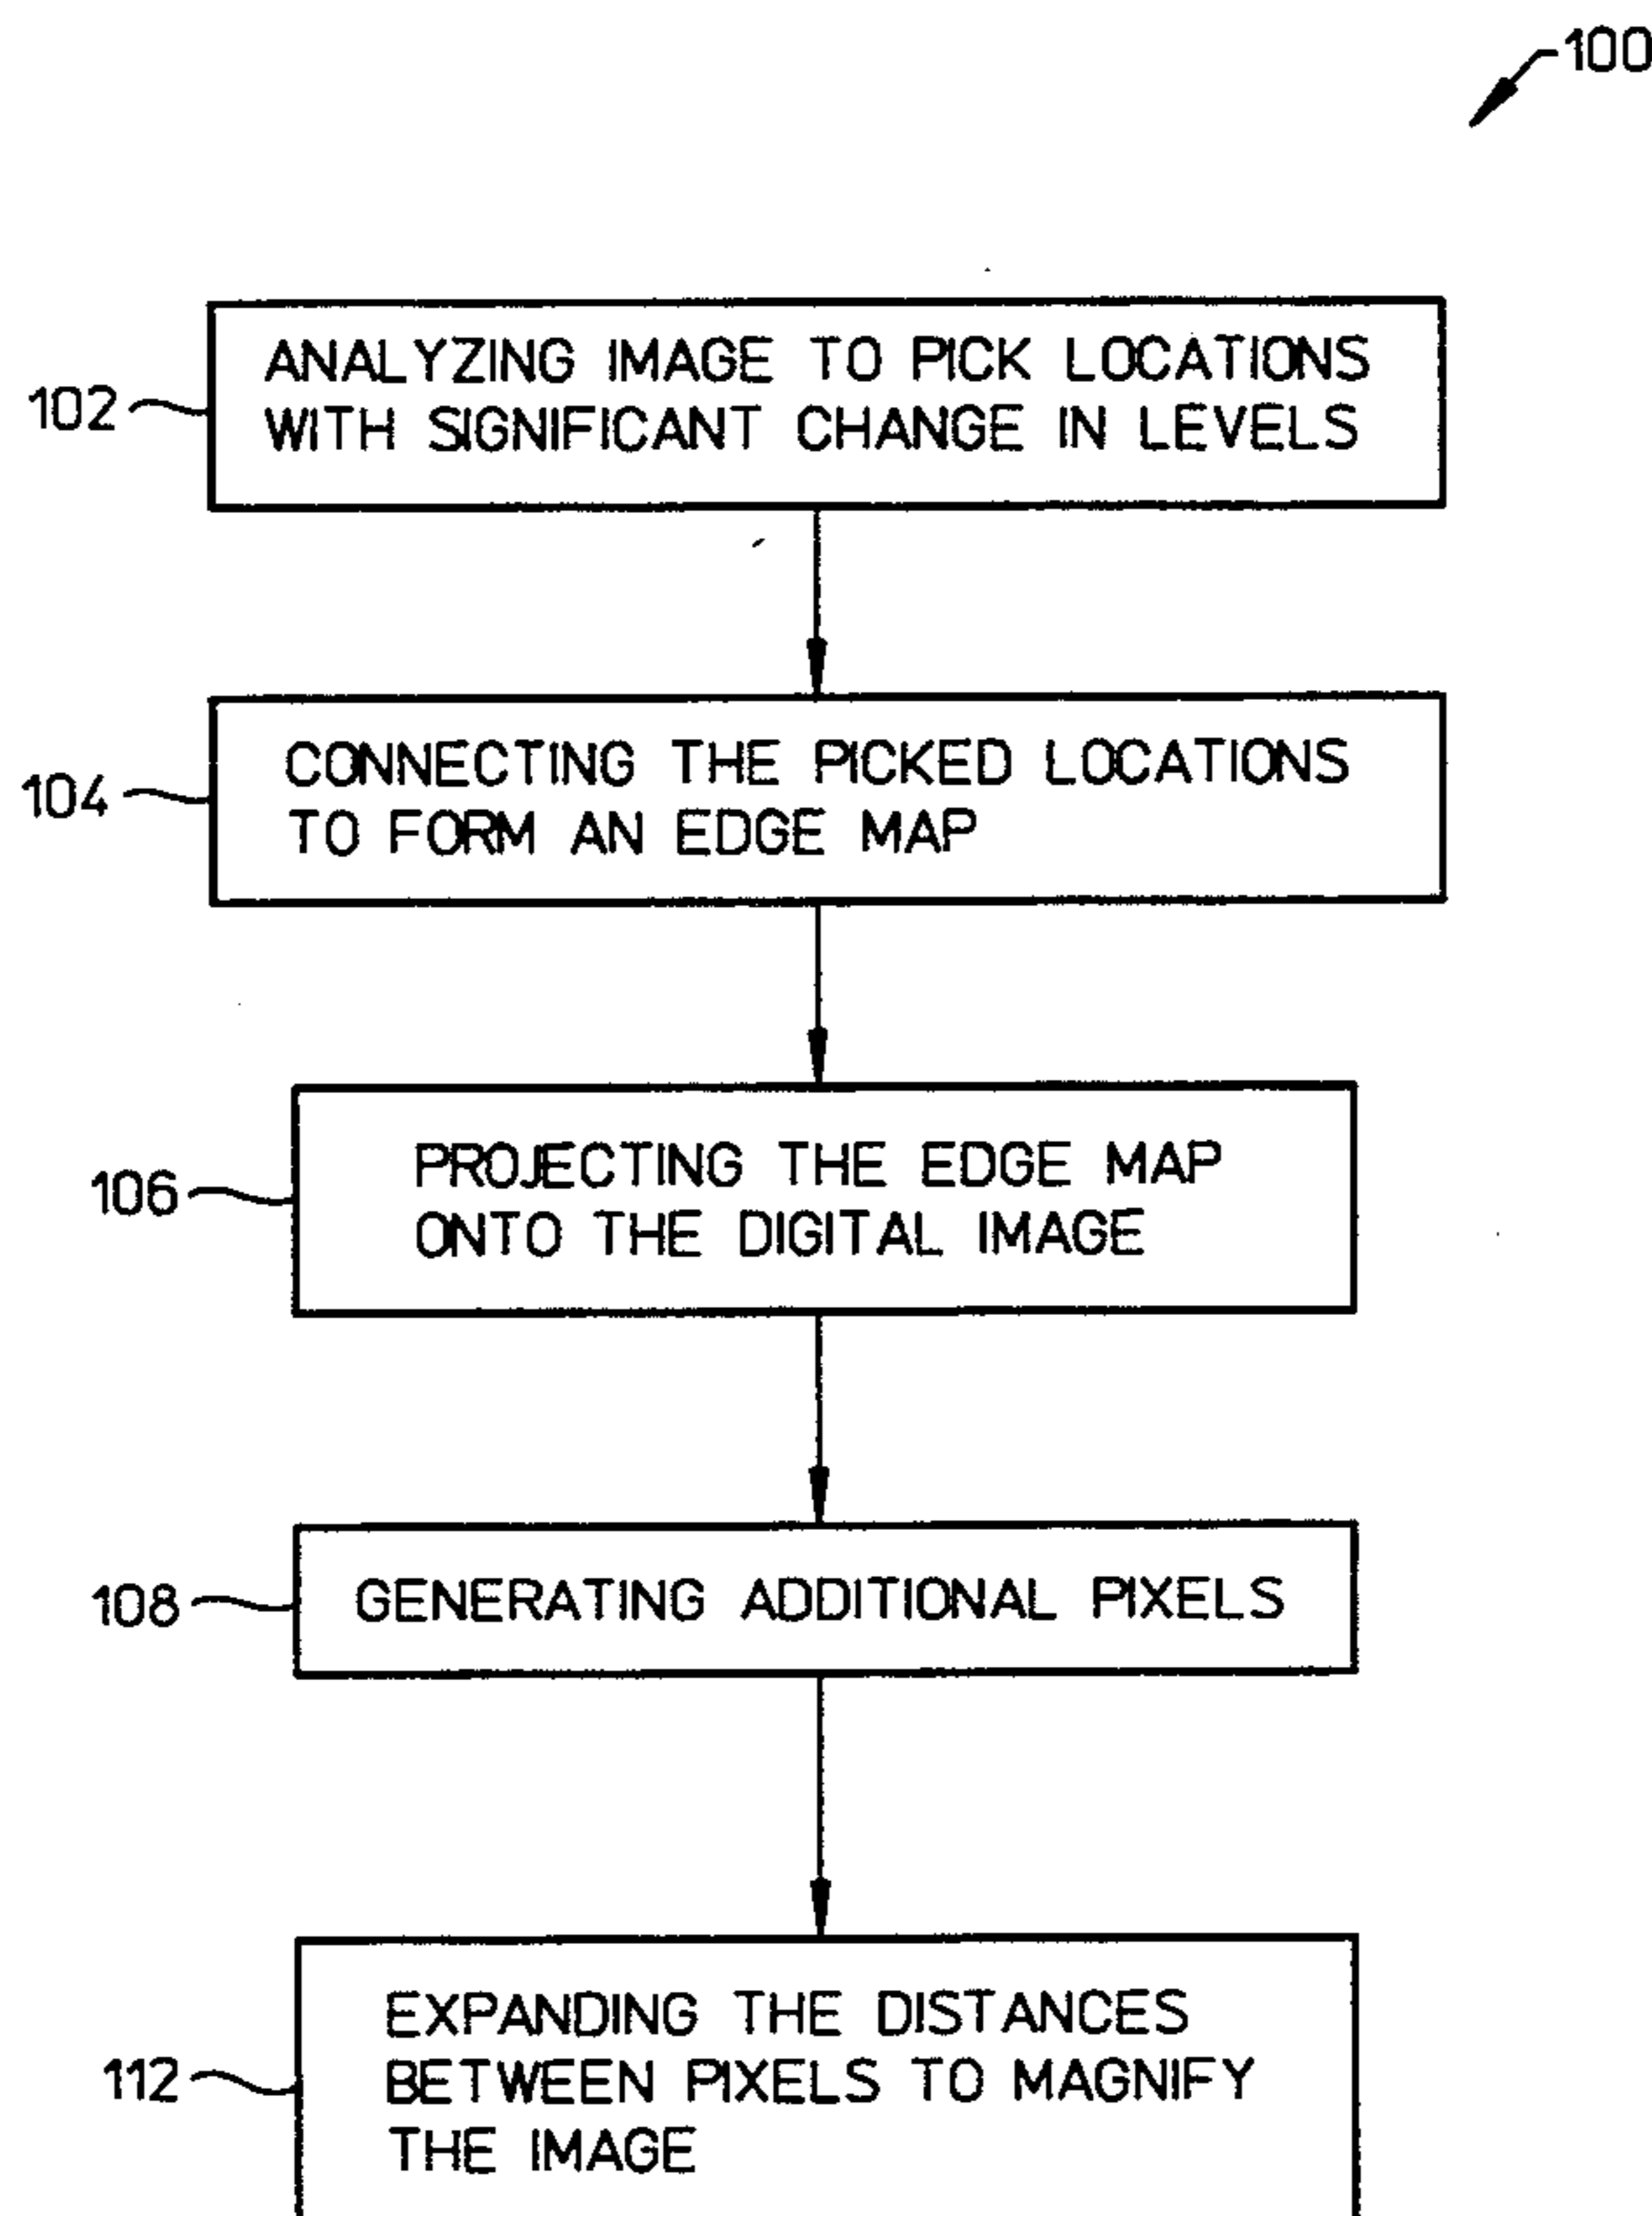 100
102
ANALYZING IMAGE TO PICK LOCATIONS
WITH SIGNIFICANT CHANGE IN LEVELS
104
CONNECTING THE PICKED LOCATIONS
TO FORM AN EDGE MAP
106
PROJECTING THE EDGE MAP
ONTO THE DIGITAL IMAGE
108
GENERATING ADDITIONAL PIXELS
112
EXPANDING THE DISTANCES
BETWEEN PIXELS TO MAGNIFY
THE IMAGE